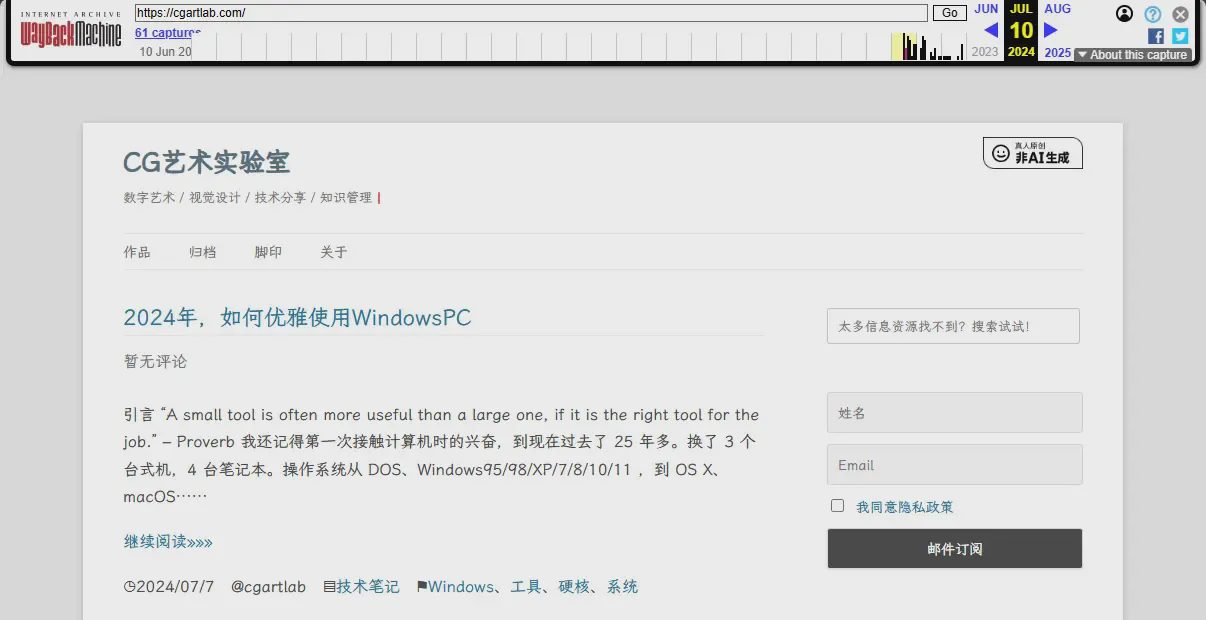 INTERNET ARCHIVE
WayBackMachine
https://cgartlab.com/
Go
61 captures
10 Jun 20
JUN
JUL
AUG
10
2023
2024
2025
About this capture
CG艺术实验室
真人原创
非AI生成
数字艺术 / 视觉设计 / 技术分享 / 知识管理
作品 归档 脚印 关于
2024年，如何优雅使用WindowsPC
太多信息资源找不到？搜索试试！
暂无评论
引言 “A small tool is often more useful than a large one, if it is the right tool for the
job.” – Proverb 我还记得第一次接触计算机时的兴奋，到现在过去了 25 年多。换了 3 个
台式机，4 台笔记本。操作系统从 DOS、Windows95/98/XP/7/8/10/11 ，到 OS X、
macOS……
姓名
Email
我同意隐私政策
邮件订阅
继续阅读»»»
2024/07/7 @cgartlab 技术笔记 Windows、工具、硬核、系统